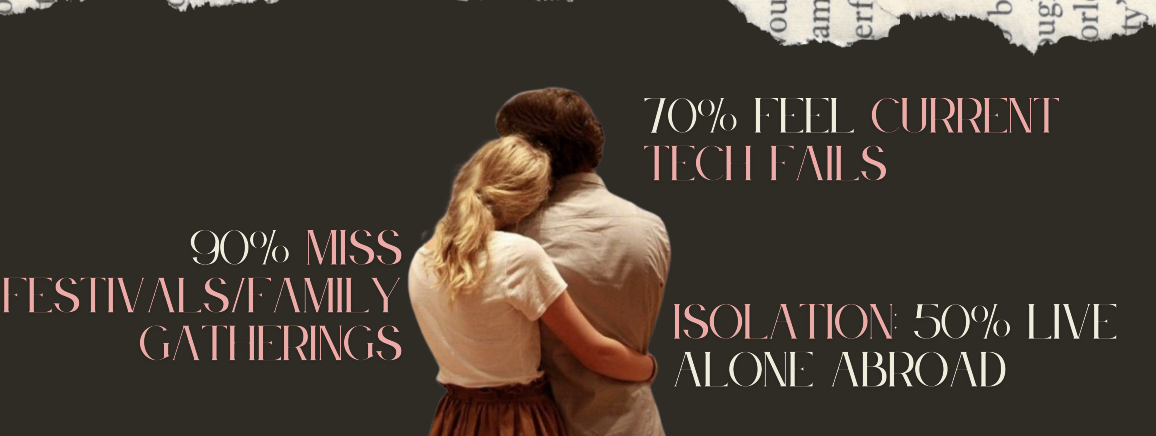 70% FEEL CURRENT
TECH FAILS
90% MISS
FESTIVALS/FAMILY
GATHERINGS
ISOLATION: 50% LIVE
ALONE ABROAD